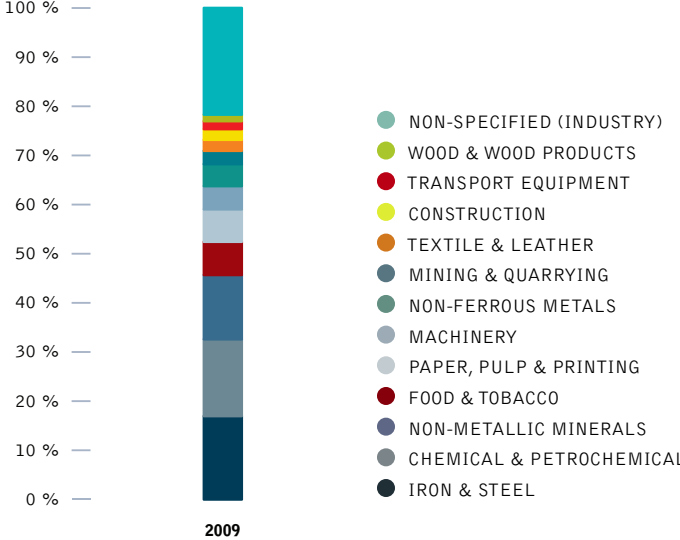 100 %
90 %
80 %
70 %
60 %
50 %
40 %
30 %
20 %
10 %
0 %
2009
NON-SPECIFIED (INDUSTRY)
WOOD & WOOD PRODUCTS
TRANSPORT EQUIPMENT
CONSTRUCTION
TEXTILE & LEATHER
MINING & QUARRYING
NON-FERROUS METALS
MACHINERY
PAPER, PULP & PRINTING
FOOD & TOBACCO
NON-METALLIC MINERALS
CHEMICAL & PETROCHEMICAL
IRON & STEEL